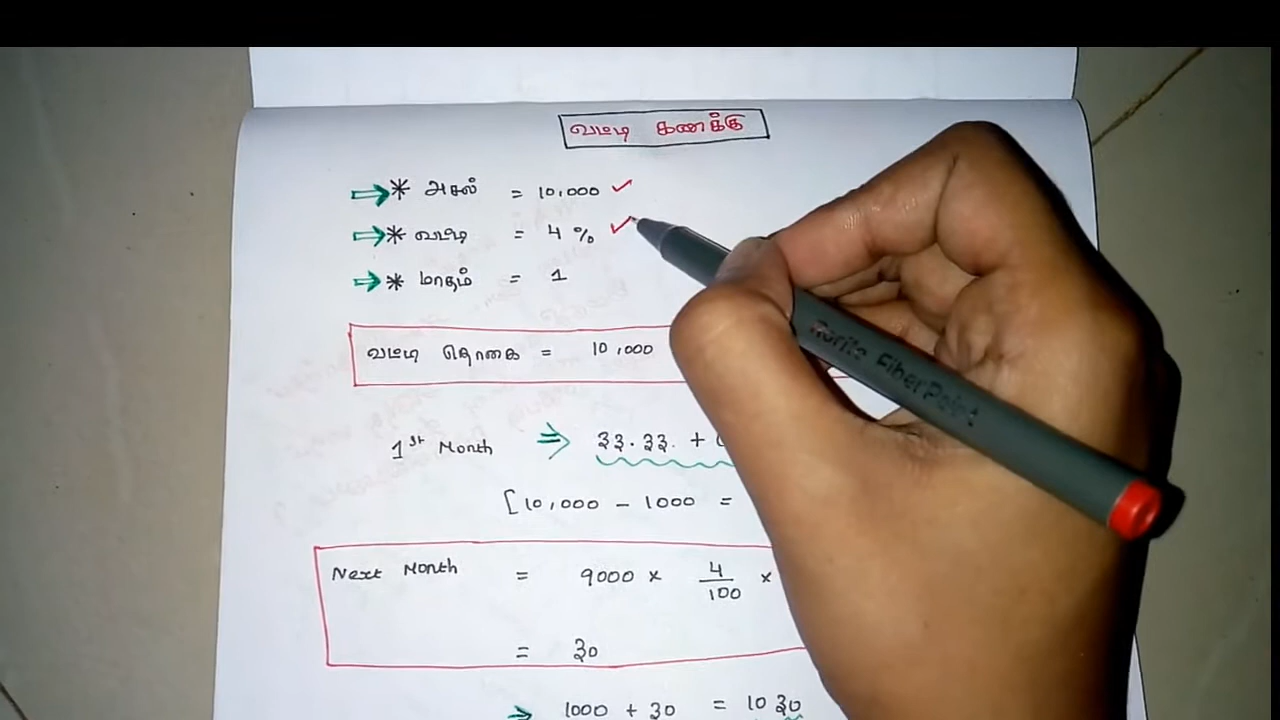 வட்டி கணக்கு
⇒ * அசல் = 10,000 ✓
⇒ * வட்டி = 4 % ✓
⇒ * மாதம் = 1
வட்டி தொகை = 10,000
1st Month ⇒ 33.33. +
[10,000 - 1000 =
Next Month = 9000 × 4/100 ×
= 30
⇒ 1000 + 30 = 1030
FiberPoint